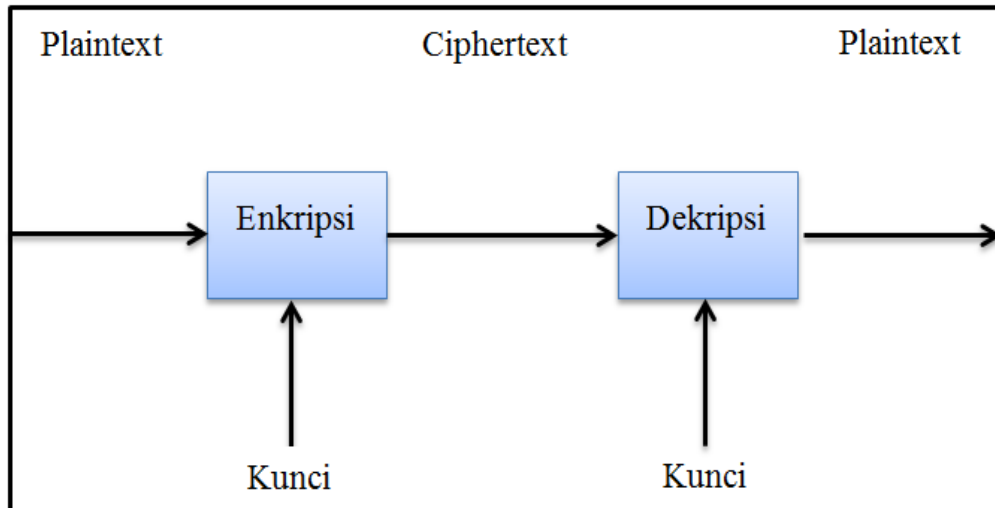 Plaintext
Ciphertext
Plaintext
Enkripsi
Dekripsi
Kunci
Kunci